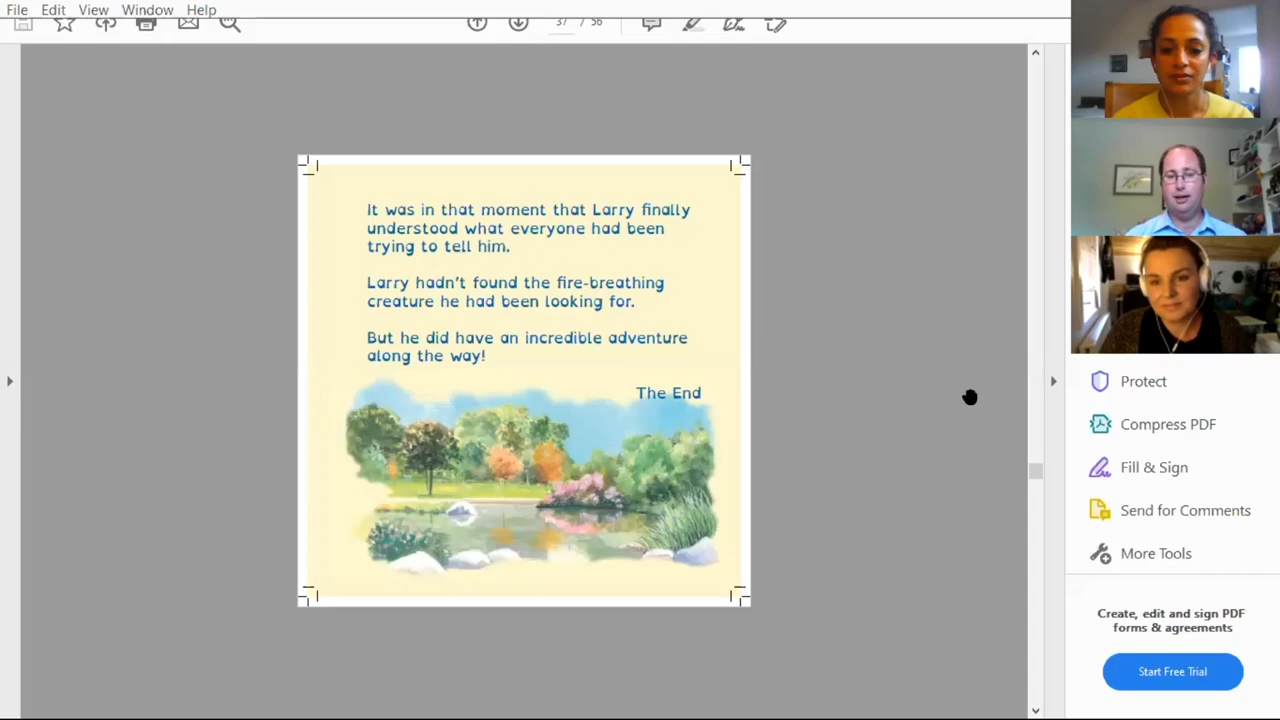 File Edit View Window Help
37 / 56
It was in that moment that Larry finally
understood what everyone had been
trying to tell him.
Larry hadn't found the fire-breathing
creature he had been looking for.
But he did have an incredible adventure
along the way!
The End
Protect
Compress PDF
Fill & Sign
Send for Comments
More Tools
Create, edit and sign PDF
forms & agreements
Start Free Trial